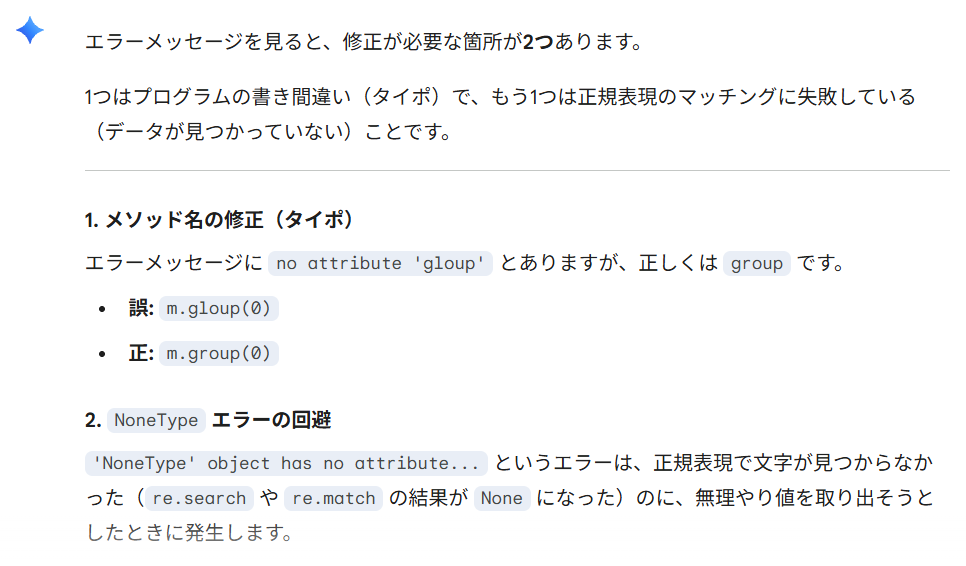 エラーメッセージを見ると、修正が必要な箇所が2つあります。
1つはプログラムの書き間違い（タイポ）で、もう1つは正規表現のマッチングに失敗している
（データが見つかっていない）ことです。
1. メソッド名の修正（タイポ）
エラーメッセージに no attribute 'gloup' とありますが、正しくは group です。
• 誤: m.gloup(0)
• 正: m.group(0)
2. NoneType エラーの回避
'NoneType' object has no attribute... というエラーは、正規表現で文字が見つからなか
った（re.search や re.match の結果が None になった）のに、無理やり値を取り出そうと
したときに発生します。